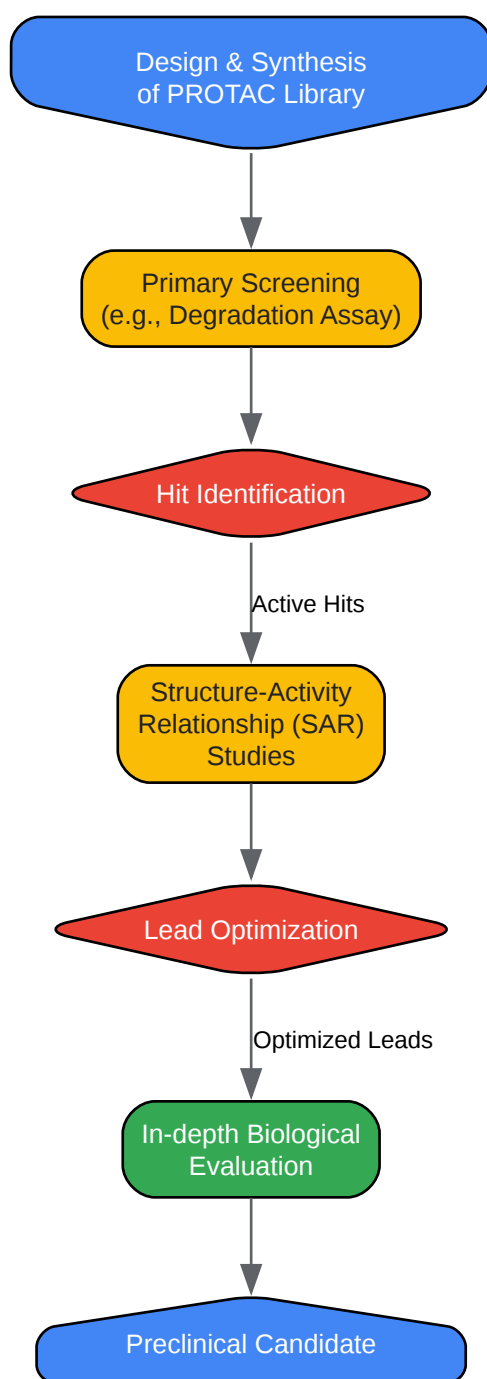 Design & Synthesis
of PROTAC Library
Primary Screening
(e.g., Degradation Assay)
Hit Identification
Active Hits
Structure-Activity
Relationship (SAR)
Studies
Lead Optimization
Optimized Leads
In-depth Biological
Evaluation
Preclinical Candidate